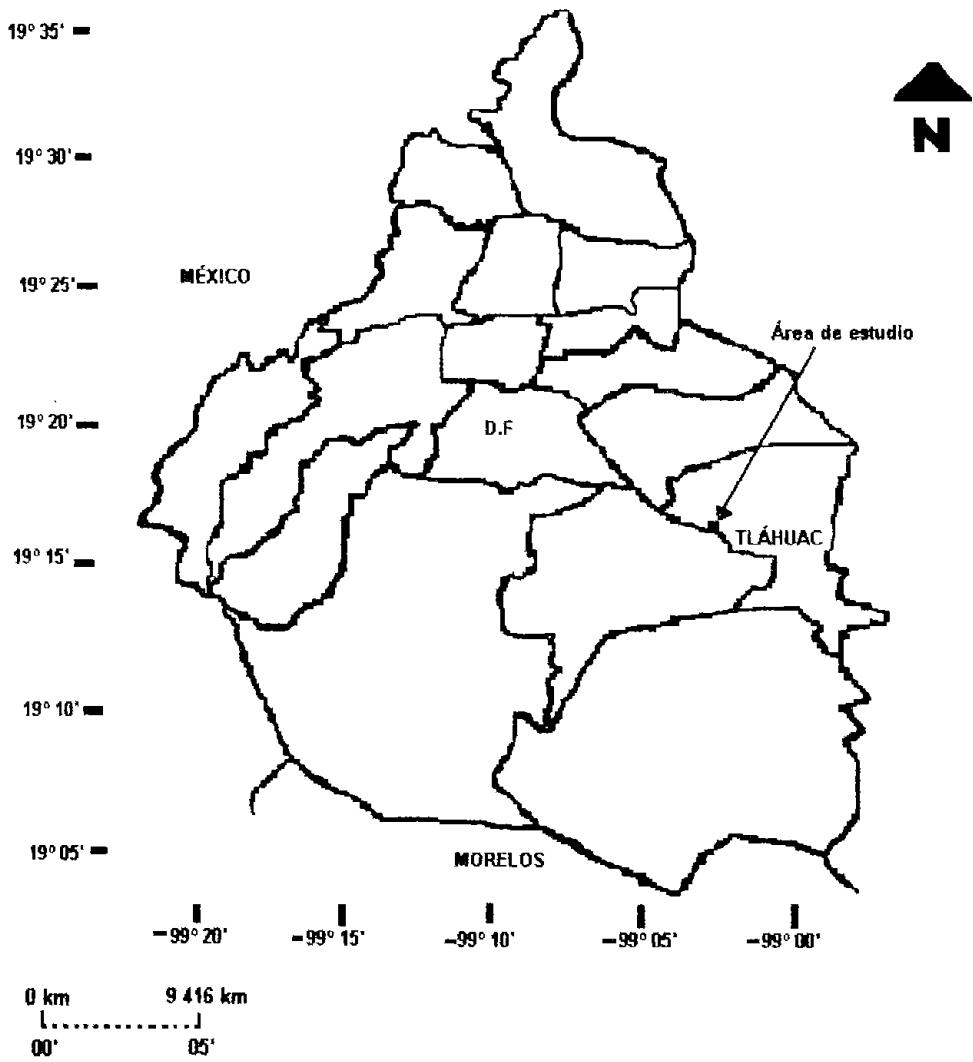 19° 35'
N
19° 30'
MÉXICO
19° 25'
Área de estudio
19° 20'
D.F
TLÁHUAC
19° 15'
19° 10'
19° 05'
MORELOS
−99° 20'
−99° 15'
−99° 10'
−99° 05'
−99° 00'
0 km 9 416 km
00' 05'